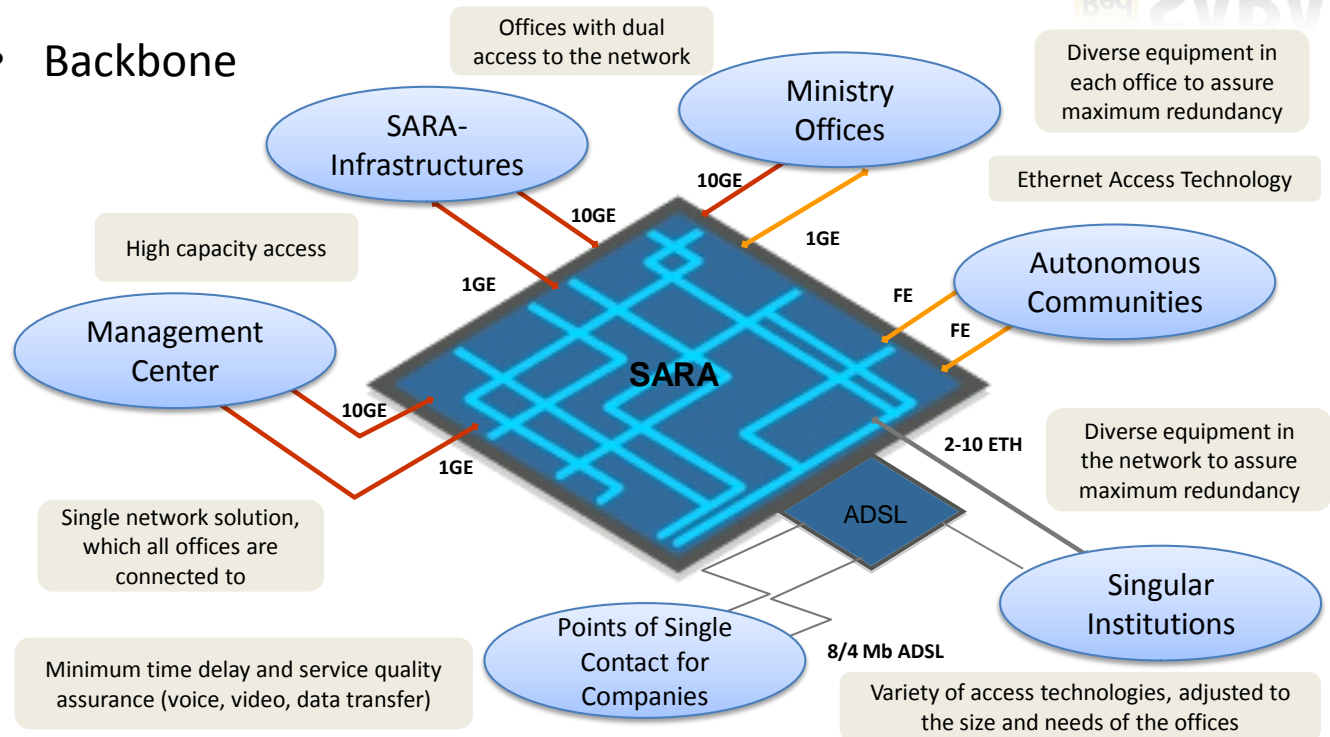 Red SARA
• Backbone
Offices with dual
access to the network
Diverse equipment in
each office to assure
maximum redundancy
Ministry
Offices
SARA-
Infrastructures
Ethernet Access Technology
10GE
10GE
1GE
High capacity access
1GE
Autonomous
Communities
FE
FE
Management
Center
SARA
10GE
1GE
2-10 ETH
Diverse equipment in
the network to assure
maximum redundancy
ADSL
Single network solution,
which all offices are
connected to
Singular
Institutions
Points of Single
Contact for
Companies
8/4 Mb ADSL
Minimum time delay and service quality
assurance (voice, video, data transfer)
Variety of access technologies, adjusted to
the size and needs of the offices